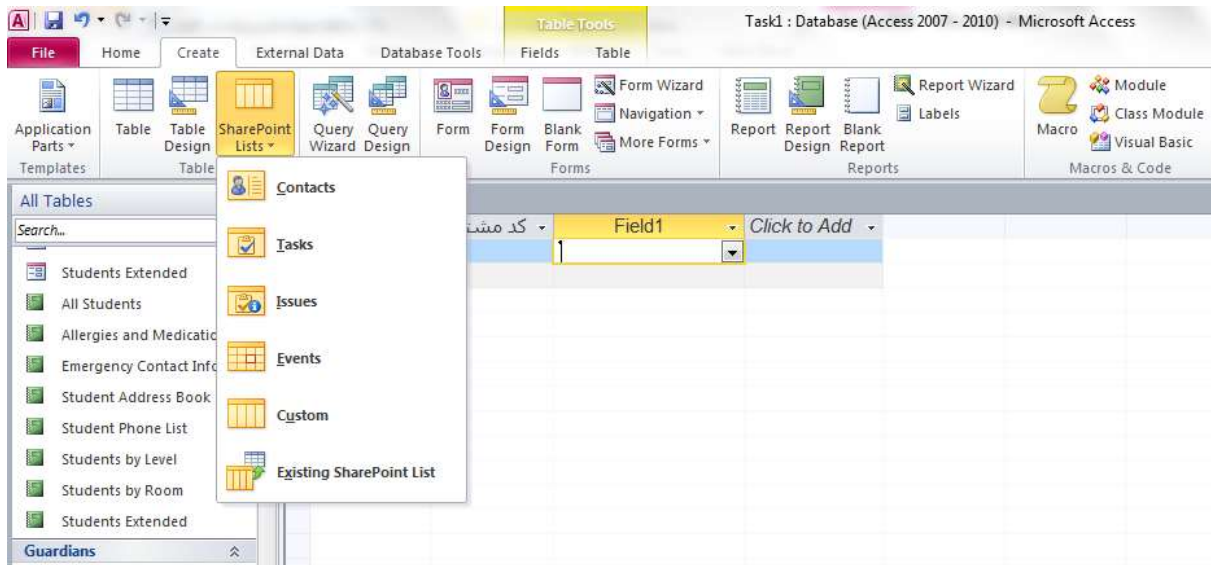 Table Tools
Task1 : Database (Access 2007 - 2010) - Microsoft Access
File Home Create External Data Database Tools Fields Table
Application Parts
Table
Table Design
SharePoint Lists
Query Wizard
Query Design
Form
Form Design
Blank Form
Form Wizard
Navigation
More Forms
Report
Report Design
Blank Report
Report Wizard
Labels
Macro
Module
Class Module
Visual Basic
Templates
Table
Forms
Reports
Macros & Code
Contacts
Tasks
Issues
Events
Custom
Existing SharePoint List
All Tables
Search...
Students Extended
All Students
Allergies and Medicatic
Emergency Contact Info
Student Address Book
Student Phone List
Students by Level
Students by Room
Students Extended
Guardians
کد مشت
Field1
Click to Add